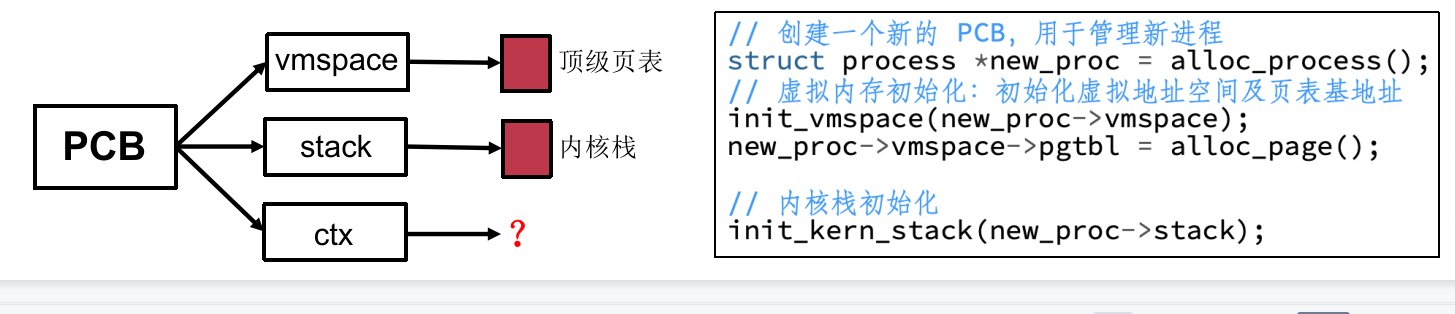 vmspace
顶级页表
PCB
stack
内核栈
ctx
?
// 创建一个新的 PCB，用于管理新进程
struct process *new_proc = alloc_process();
// 虚拟内存初始化：初始化虚拟地址空间及页表基地址
init_vmspace(new_proc->vmspace);
new_proc->vmspace->pgtbl = alloc_page();
// 内核栈初始化
init_kern_stack(new_proc->stack);